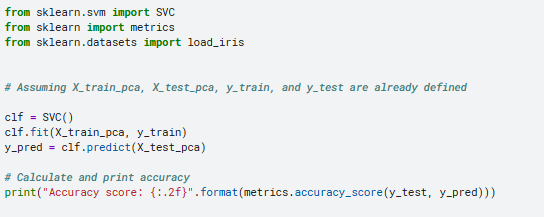 from sklearn.svm import SVC
from sklearn import metrics
from sklearn.datasets import load_iris
# Assuming X_train_pca, X_test_pca, y_train, and y_test are already defined
clf = SVC()
clf.fit(X_train_pca, y_train)
y_pred = clf.predict(X_test_pca)
# Calculate and print accuracy
print("Accuracy score: {:.2f}".format(metrics.accuracy_score(y_test, y_pred)))